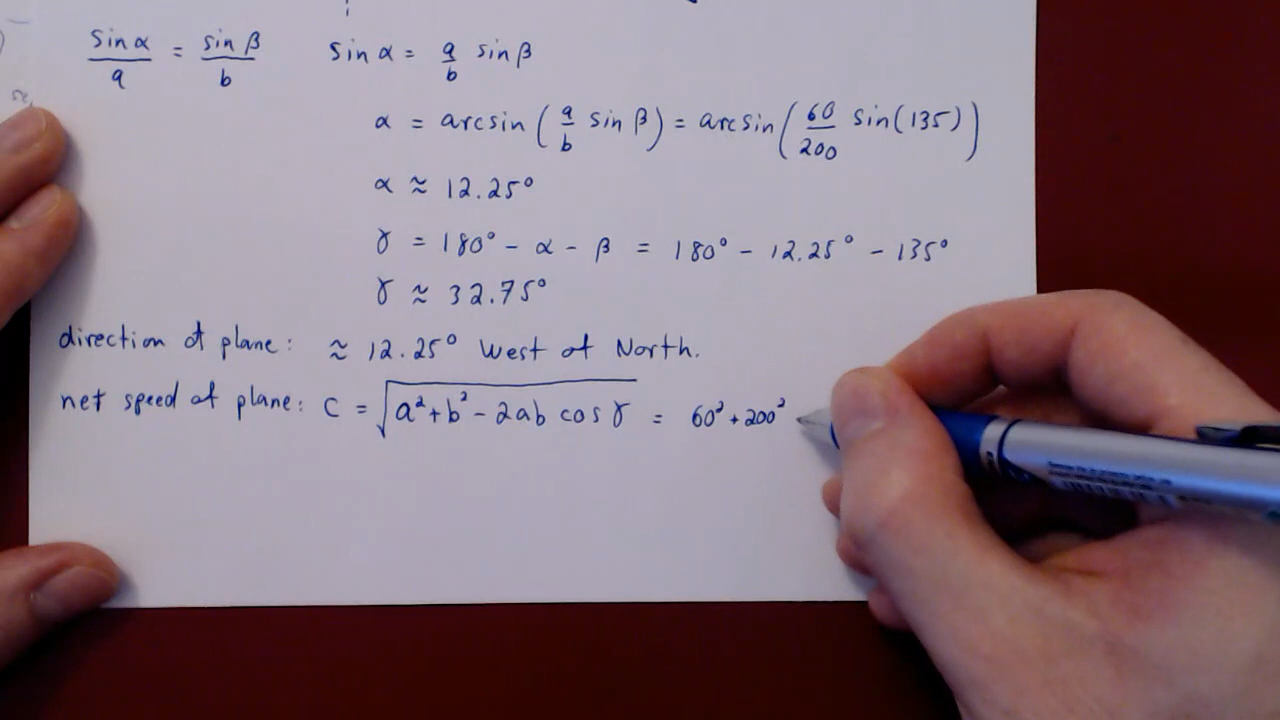 sin α / a = sin β / b    sin α = a/b sin β
α = arcsin ( a/b sin β ) = arcsin ( 60/200 sin(135) )
α ≈ 12.25°
γ = 180° - α - β = 180° - 12.25° - 135°
γ ≈ 32.75°
direction of plane: ≈ 12.25° West of North.
net speed of plane: C = √(a² + b² - 2ab cos γ) = 60² + 200²